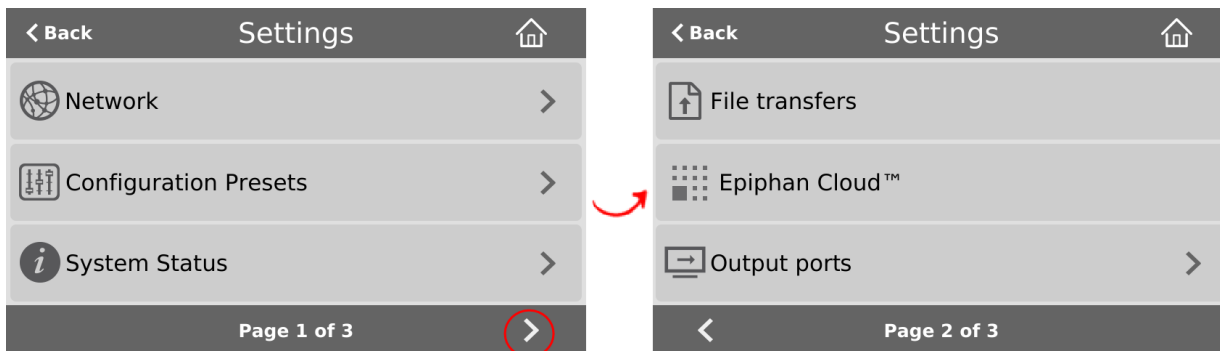 Back Settings
Network
Configuration Presets
System Status
Page 1 of 3
Back Settings
File transfers
Epiphan Cloud™
Output ports
Page 2 of 3